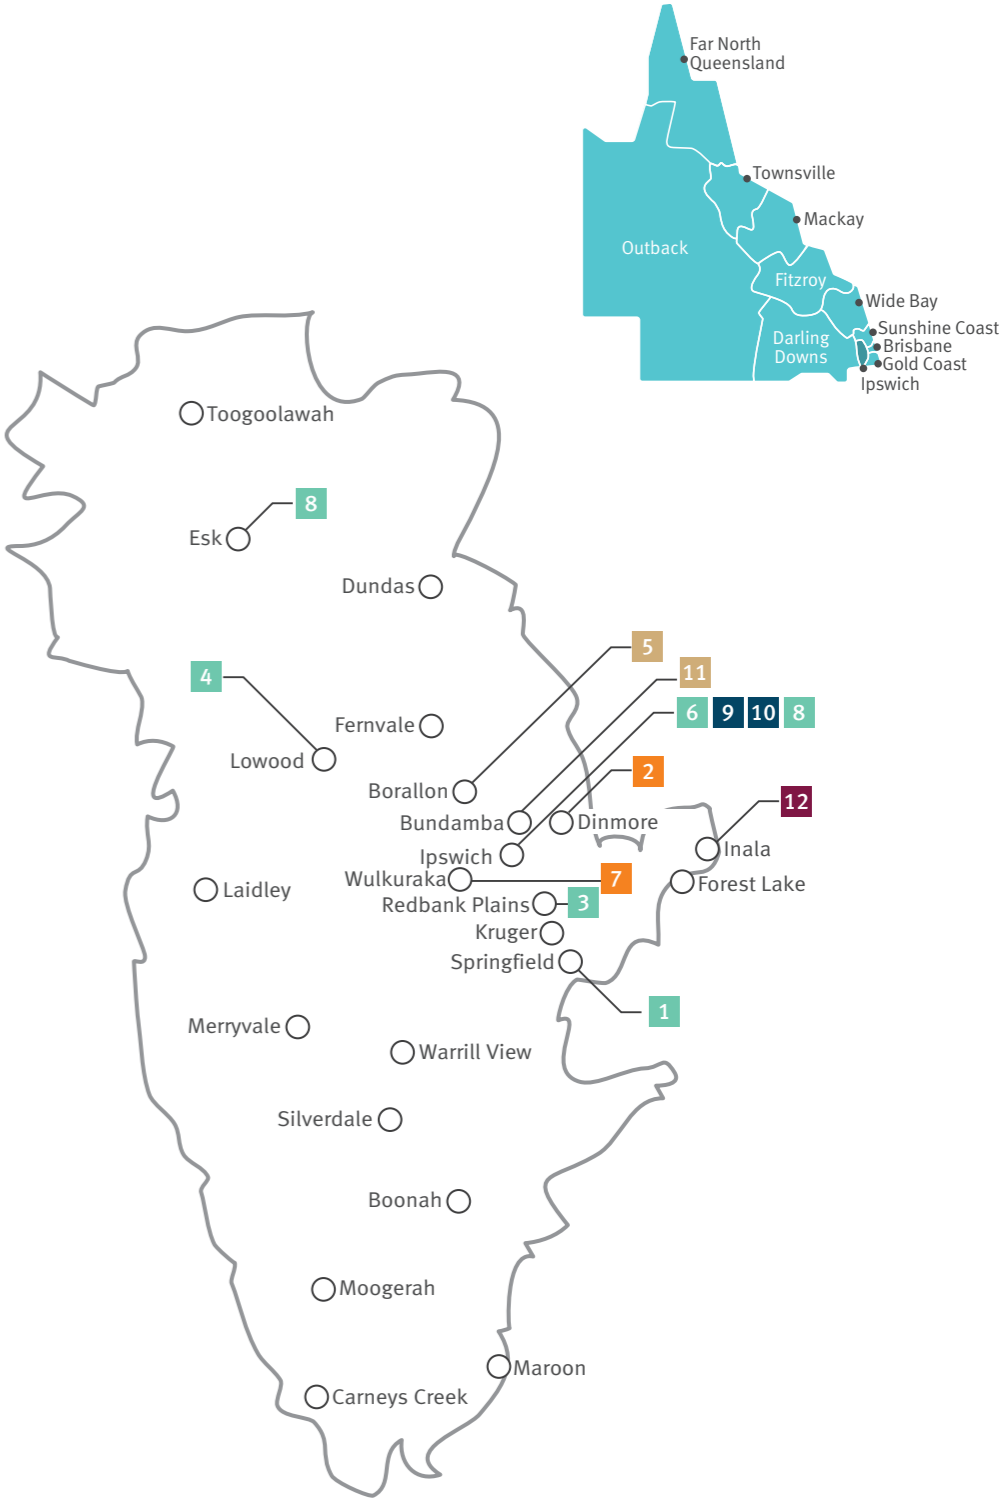 Far North
Queensland
Townsville
Mackay
Outback
Fitzroy
Wide Bay
Sunshine Coast
Darling
Downs
Brisbane
Gold Coast
Ipswich
Toogoolawah
8
Esk
Dundas
5
11
4
6 9 10 8
Fernvale
Lowood
2
Borallon
12
Bundamba
Dinmore
Ipswich
Inala
Wulkuraka
7
Forest Lake
Laidley
Redbank Plains
3
Kruger
Springfield
1
Merryvale
Warrill View
Silverdale
Boonah
Moogerah
Maroon
Carneys Creek